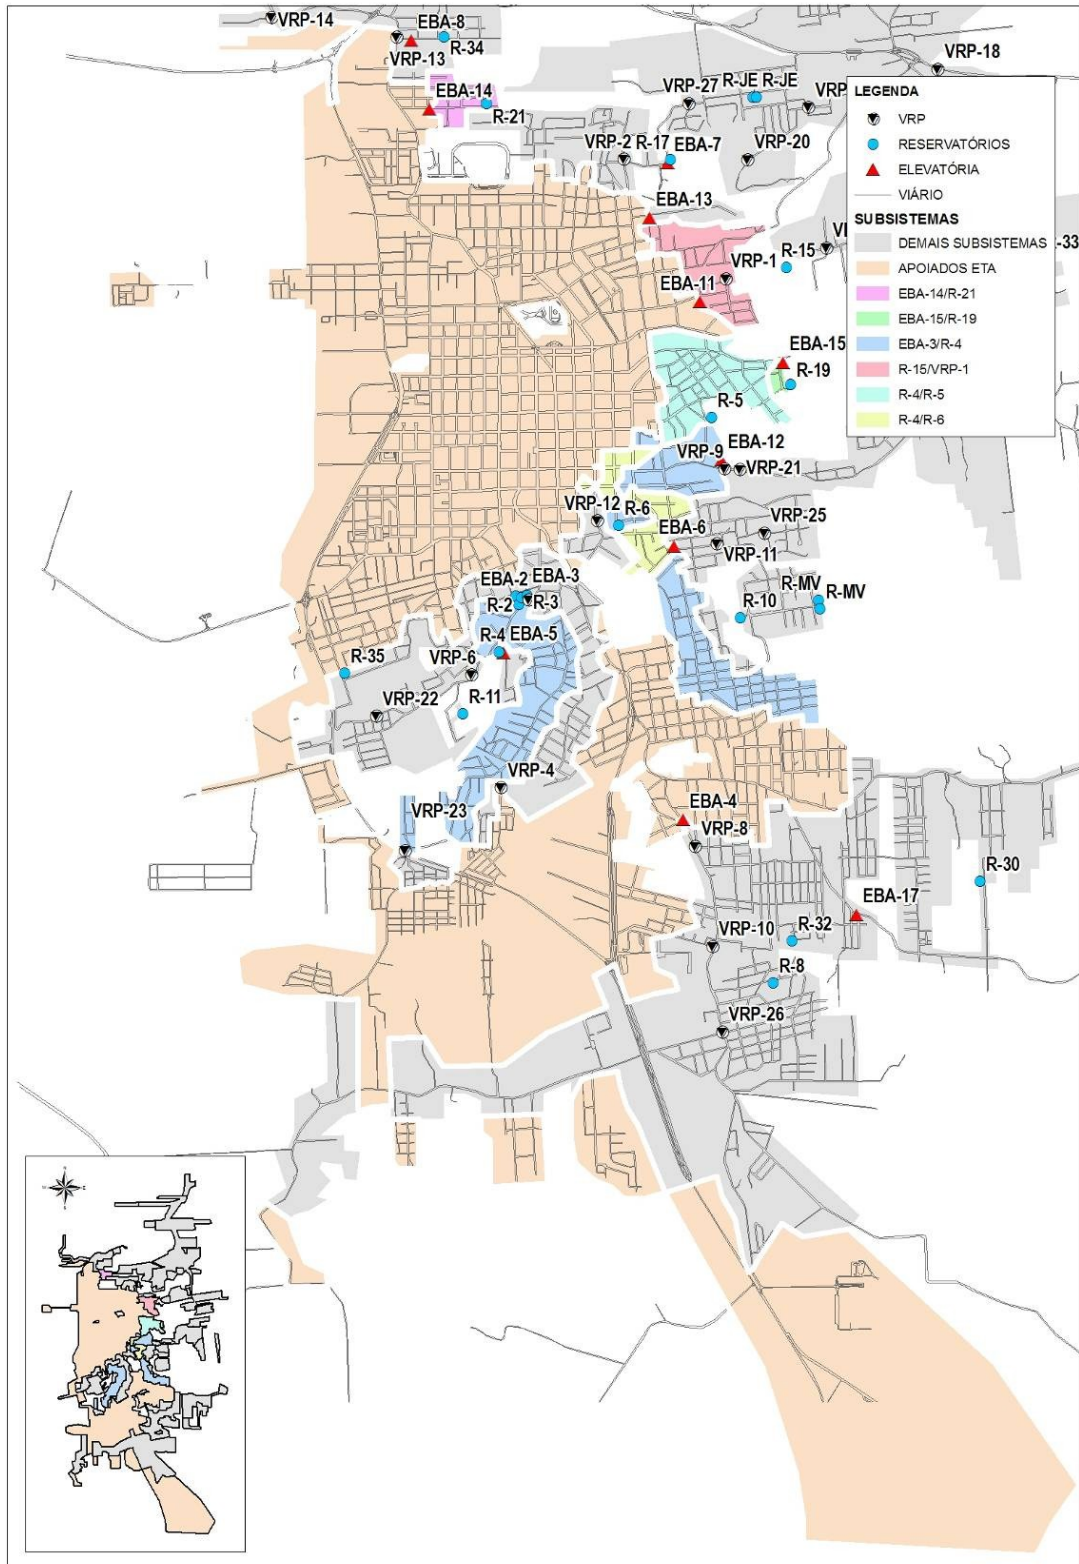 VRP-14
EBA-8
R-34
VRP-13
VRP-18
EBA-14
R-21
VRP-27
R-JE
R-JE
VRP
VRP-2
R-17
EBA-7
VRP-20
EBA-13
VRP-1
R-15
EBA-11
EBA-15
R-19
R-5
VRP-9
EBA-12
VRP-21
VRP-12
R-6
EBA-6
VRP-25
VRP-11
EBA-2
EBA-3
R-2
R-3
R-MV
R-MV
R-10
R-4
EBA-5
R-35
VRP-6
VRP-22
R-11
VRP-4
VRP-23
EBA-4
VRP-8
R-30
EBA-17
VRP-10
R-32
R-8
VRP-26
LEGENDA
VRP
RESERVATÓRIOS
ELEVATÓRIA
VIÁRIO
SUBSISTEMAS
DEMAIS SUBSISTEMAS
-33
APOIADOS ETA
EBA-14/R-21
EBA-15/R-19
EBA-3/R-4
R-15/VRP-1
R-4/R-5
R-4/R-6